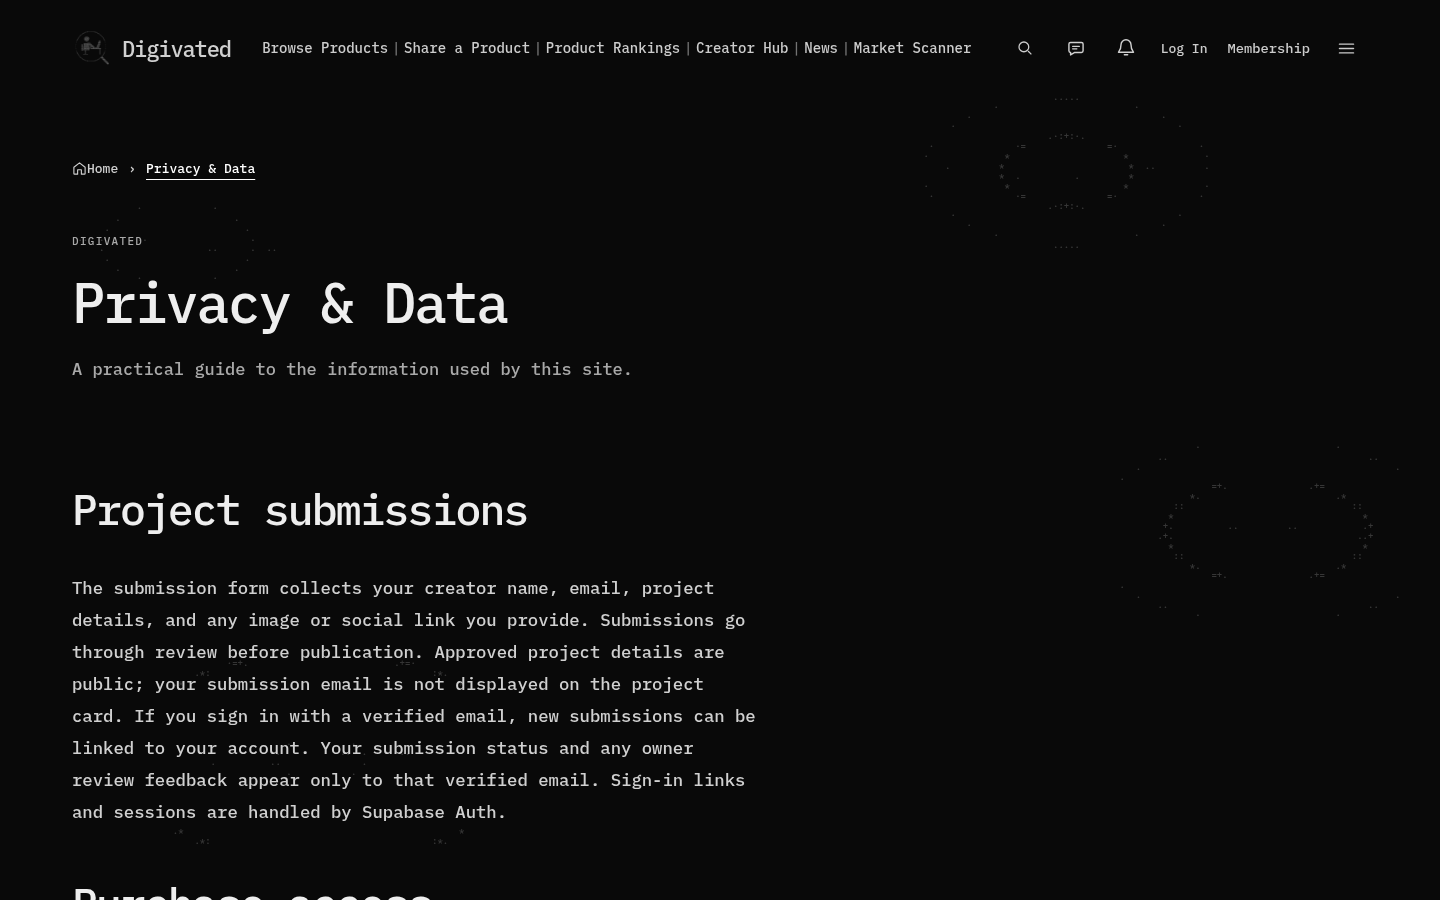 Digivated
Browse Products | Share a Product | Product Rankings | Creator Hub | News | Market Scanner
Log In
Membership
Home › Privacy & Data
DIGIVATED
Privacy & Data
A practical guide to the information used by this site.
Project submissions
The submission form collects your creator name, email, project
details, and any image or social link you provide. Submissions go
through review before publication. Approved project details are
public; your submission email is not displayed on the project
card. If you sign in with a verified email, new submissions can be
linked to your account. Your submission status and any owner
review feedback appear only to that verified email. Sign-in links
and sessions are handled by Supabase Auth.
Purchase access